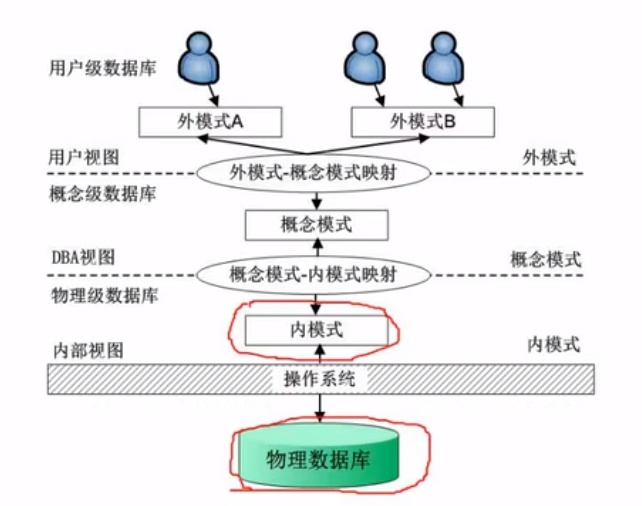 用户级数据库
外模式A
外模式B
用户视图
外模式-概念模式映射
外模式
概念级数据库
概念模式
DBA视图
概念模式-内模式映射
概念模式
物理级数据库
内模式
内部视图
内模式
操作系统
物理数据库